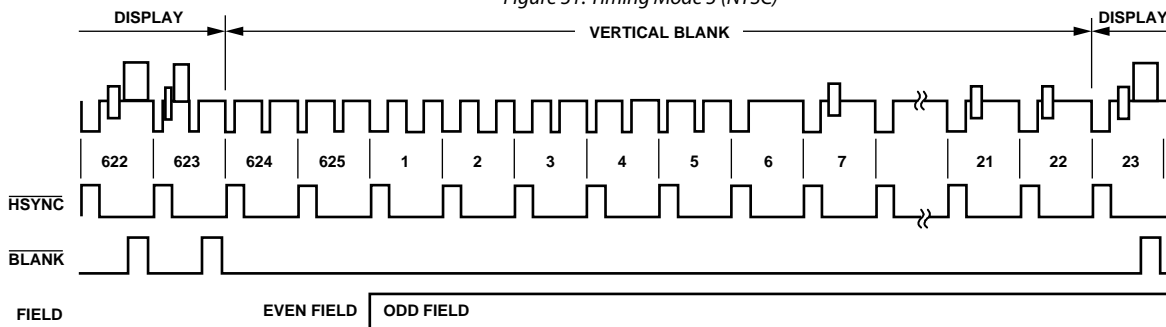 Figure 51. Timing Mode 3 (NTSC)
DISPLAY VERTICAL BLANK DISPLAY
622 623 624 625 1 2 3 4 5 6 7 21 22 23
HSYNC
BLANK
FIELD EVEN FIELD ODD FIELD